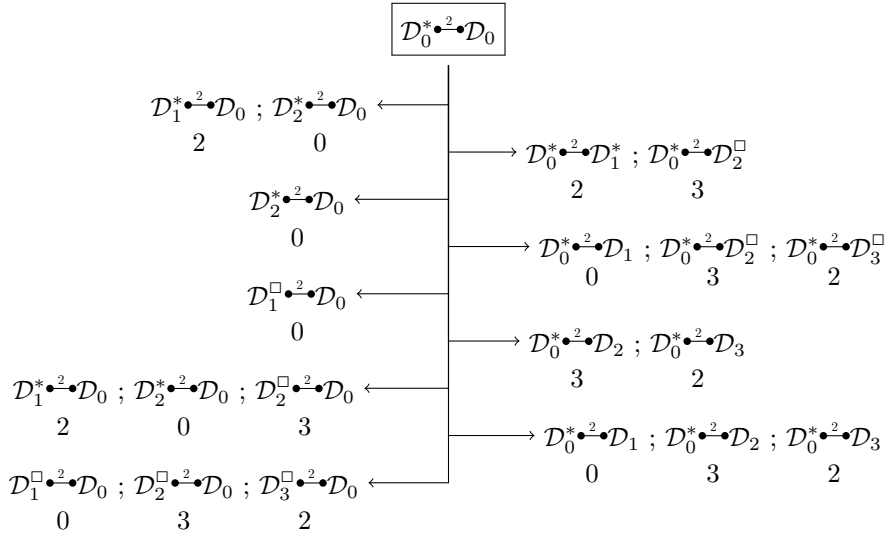 𝒟₀* •—2—• 𝒟₀
𝒟₁* •—2—• 𝒟₀ ; 𝒟₂* •—2—• 𝒟₀
2 0
𝒟₀* •—2—• 𝒟₁* ; 𝒟₀* •—2—• 𝒟₂□
2 3
𝒟₂* •—2—• 𝒟₀
0
𝒟₀* •—2—• 𝒟₁ ; 𝒟₀* •—2—• 𝒟₂□ ; 𝒟₀* •—2—• 𝒟₃□
0 3 2
𝒟₁□ •—2—• 𝒟₀
0
𝒟₀* •—2—• 𝒟₂ ; 𝒟₀* •—2—• 𝒟₃
3 2
𝒟₁* •—2—• 𝒟₀ ; 𝒟₂* •—2—• 𝒟₀ ; 𝒟₂□ •—2—• 𝒟₀
2 0 3
𝒟₀* •—2—• 𝒟₁ ; 𝒟₀* •—2—• 𝒟₂ ; 𝒟₀* •—2—• 𝒟₃
0 3 2
𝒟₁□ •—2—• 𝒟₀ ; 𝒟₂□ •—2—• 𝒟₀ ; 𝒟₃□ •—2—• 𝒟₀
0 3 2